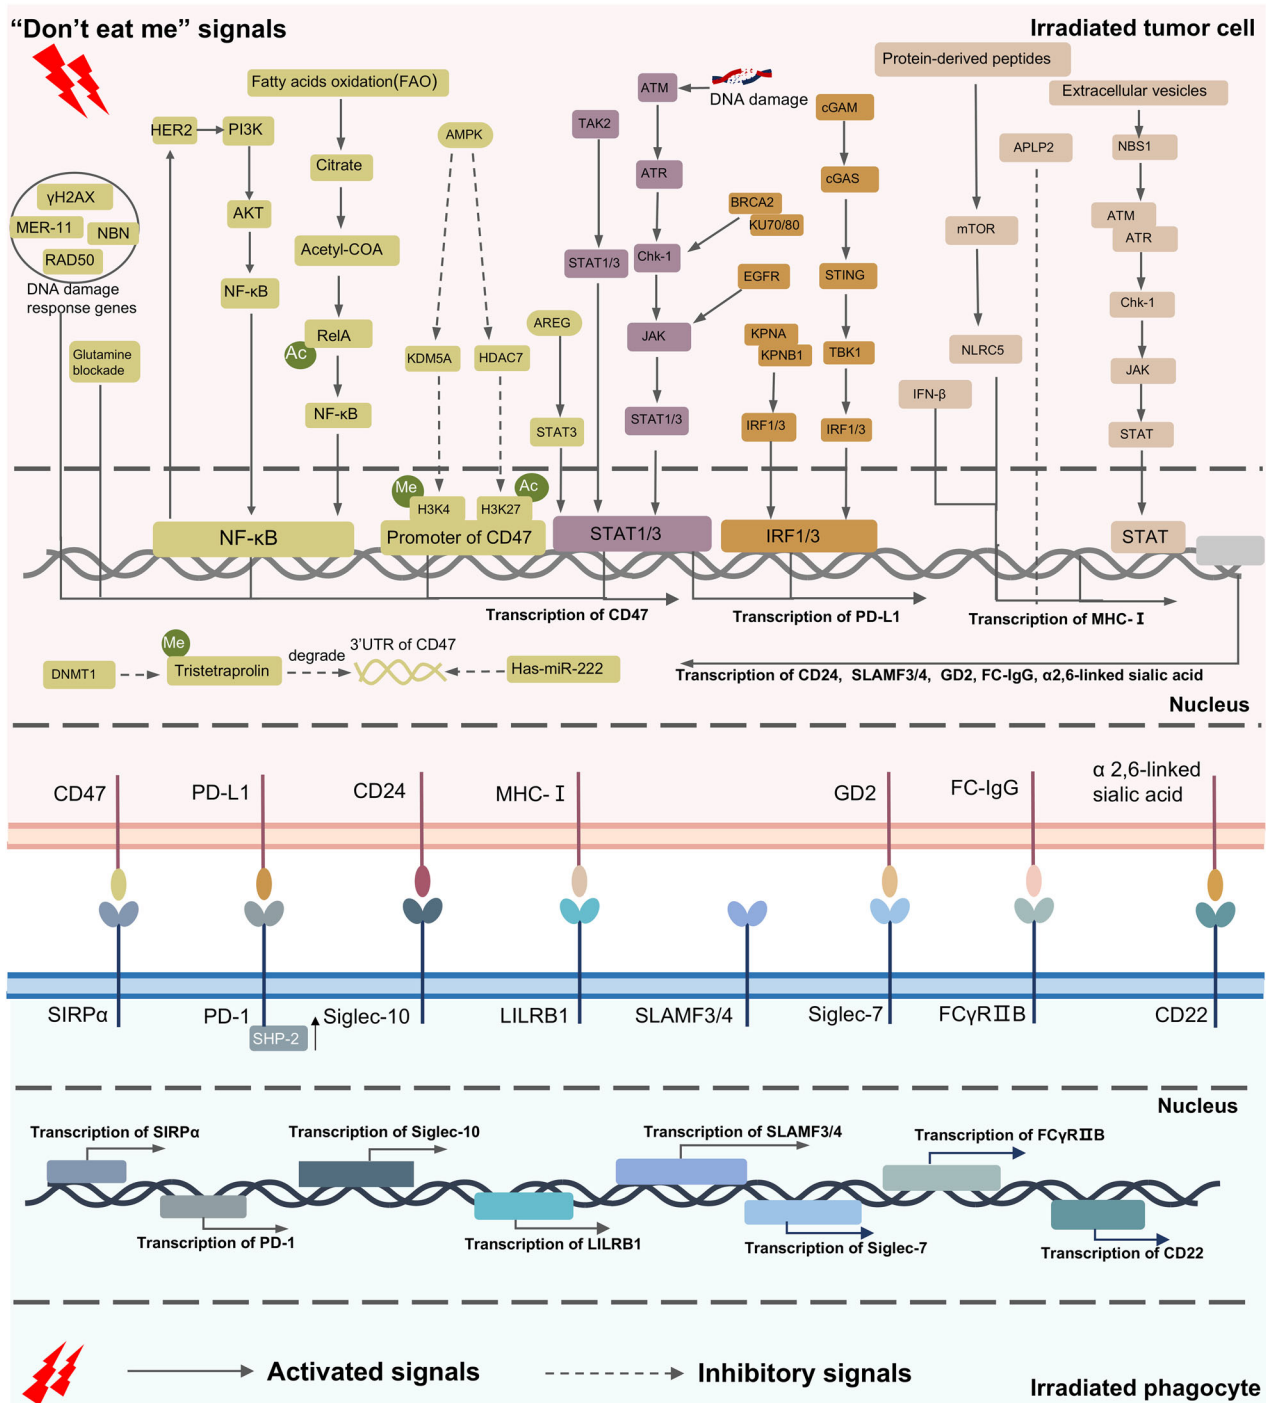 “Don’t eat me” signals
Irradiated tumor cell
Protein-derived peptides
Fatty acids oxidation(FAO)
ATM
DNA damage
Extracellular vesicles
cGAM
TAK2
HER2
PI3K
AMPK
APLP2
NBS1
Citrate
ATR
cGAS
γH2AX
MER-11
NBN
RAD50
DNA damage
response genes
AKT
BRCA2
KU70/80
ATM
ATR
mTOR
Acetyl-COA
STAT1/3
Chk-1
EGFR
STING
NF-κB
Chk-1
RelA
Ac
AREG
JAK
KPNA
KPNB1
TBK1
NLRC5
Glutamine
blockade
KDM5A
HDAC7
JAK
IFN-β
NF-κB
STAT3
STAT1/3
IRF1/3
IRF1/3
STAT
Me
Ac
H3K4
H3K27
NF-κB
Promoter of CD47
STAT1/3
IRF1/3
STAT
Transcription of CD47
Transcription of PD-L1
Transcription of MHC-Ⅰ
Me
DNMT1
Tristetraprolin
degrade
3’UTR of CD47
Has-miR-222
Transcription of CD24, SLAMF3/4, GD2, FC-IgG, α2,6-linked sialic acid
Nucleus
CD47
PD-L1
CD24
MHC-Ⅰ
GD2
FC-IgG
α 2,6-linked
sialic acid
SIRPα
PD-1
SHP-2
Siglec-10
LILRB1
SLAMF3/4
Siglec-7
FCγRⅡB
CD22
Nucleus
Transcription of SIRPα
Transcription of Siglec-10
Transcription of SLAMF3/4
Transcription of FCγRⅡB
Transcription of PD-1
Transcription of LILRB1
Transcription of Siglec-7
Transcription of CD22
Activated signals
Inhibitory signals
Irradiated phagocyte